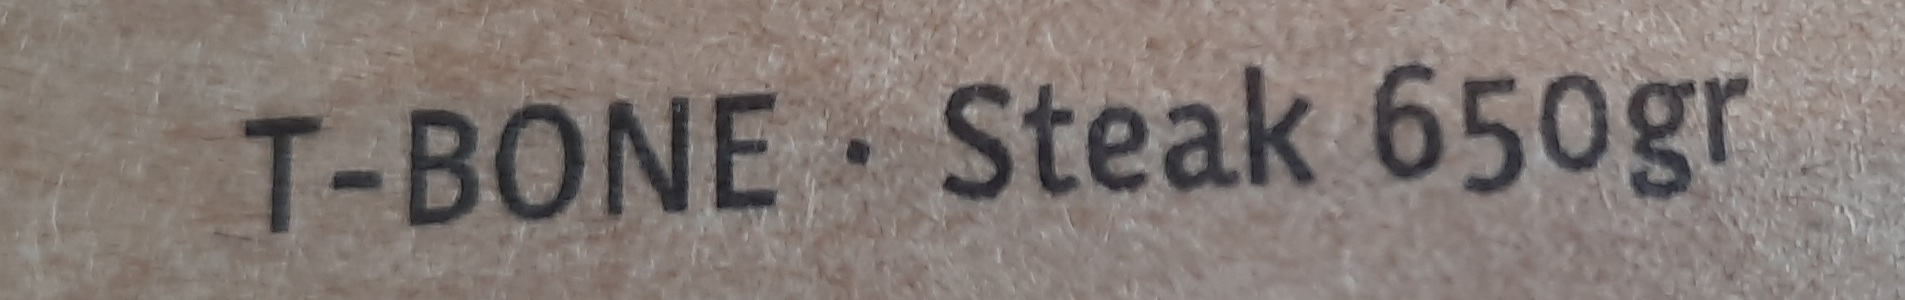 T-BONE · Steak 650gr